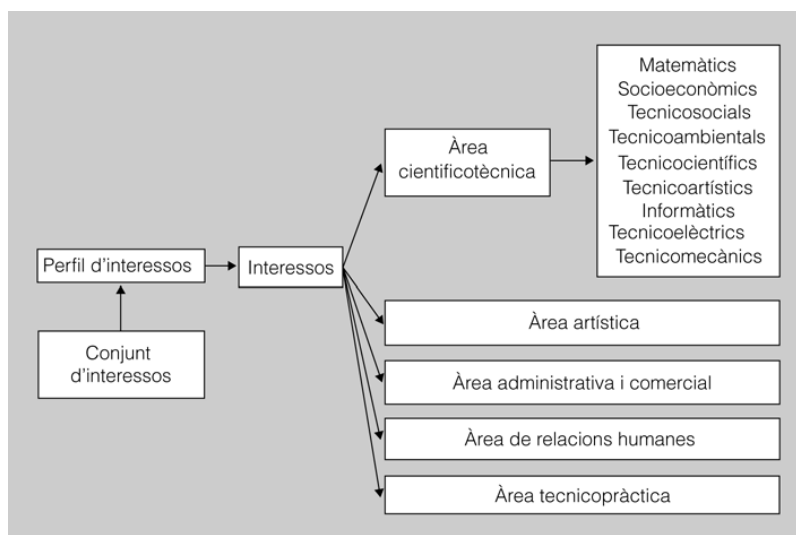 Matemàtics
Socioeconòmics
Tecnicosocials
Tecnicoambientals
Tecnicocientífics
Tecnicoartístics
Informàtics
Tecnicoelèctrics
Tecnicomecànics
Àrea
cientificotècnica
Perfil d'interessos
Interessos
Conjunt
d'interessos
Àrea artística
Àrea administrativa i comercial
Àrea de relacions humanes
Àrea tecnicopràctica